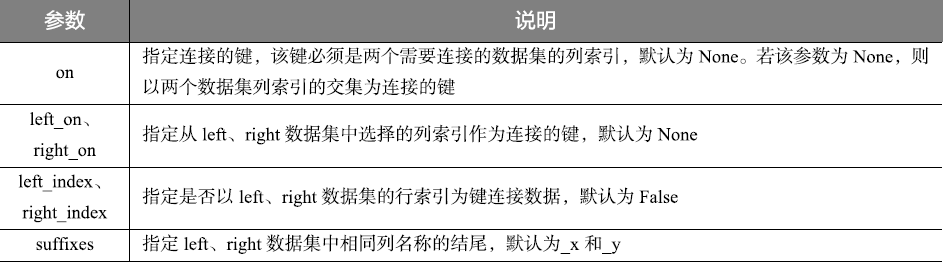 参数 说明
on 指定连接的键，该键必须是两个需要连接的数据集的列索引，默认为 None。若该参数为 None，则
以两个数据集列索引的交集为连接的键
left_on、
right_on
指定从 left、right 数据集中选择的列索引作为连接的键，默认为 None
left_index、
right_index
指定是否以 left、right 数据集的行索引为键连接数据，默认为 False
suffixes 指定 left、right 数据集中相同列名称的结尾，默认为_x 和_y